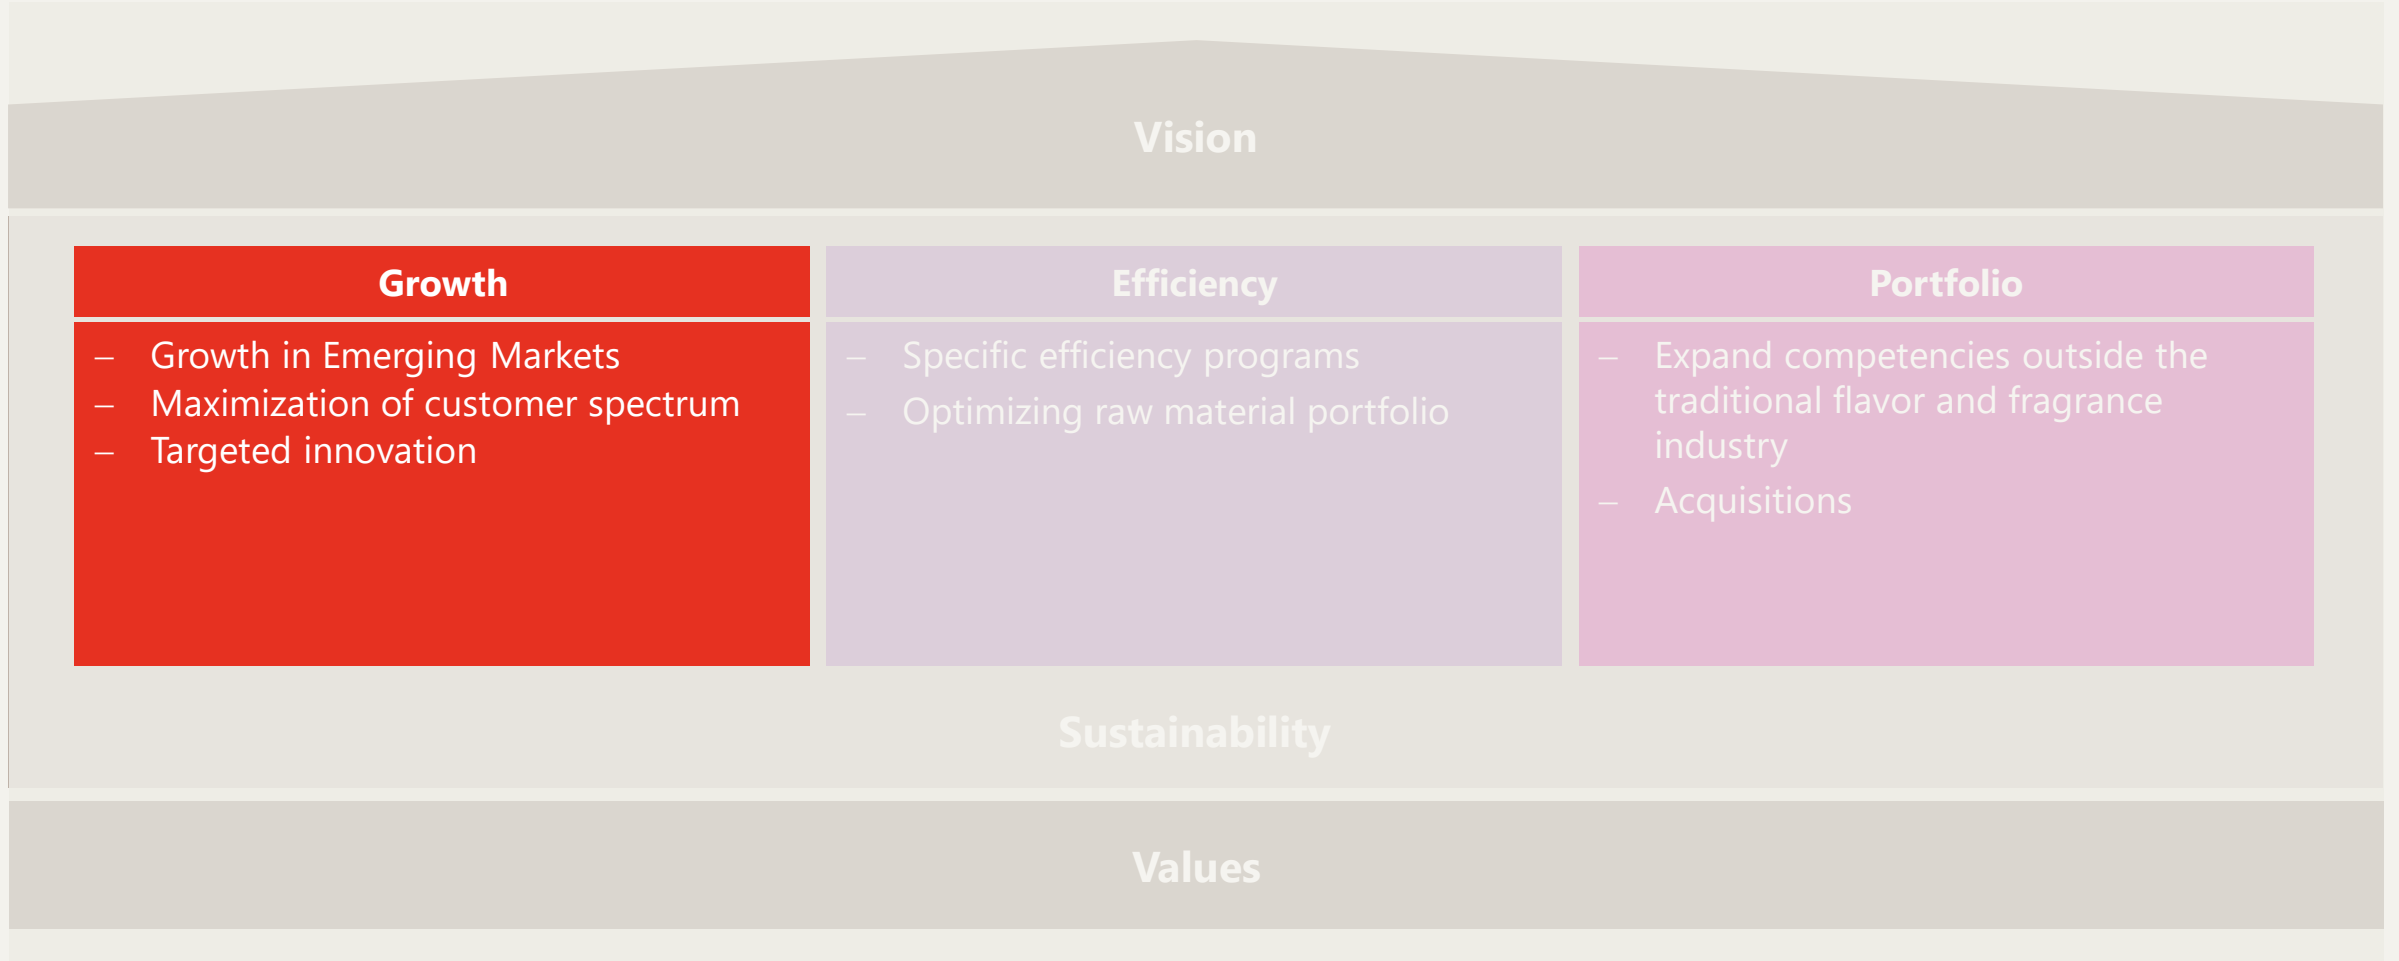 Vision
Growth
– Growth in Emerging Markets
– Maximization of customer spectrum
– Targeted innovation
Efficiency
– Specific efficiency programs
– Optimizing raw material portfolio
Portfolio
– Expand competencies outside the
traditional flavor and fragrance
industry
– Acquisitions
Sustainability
Values